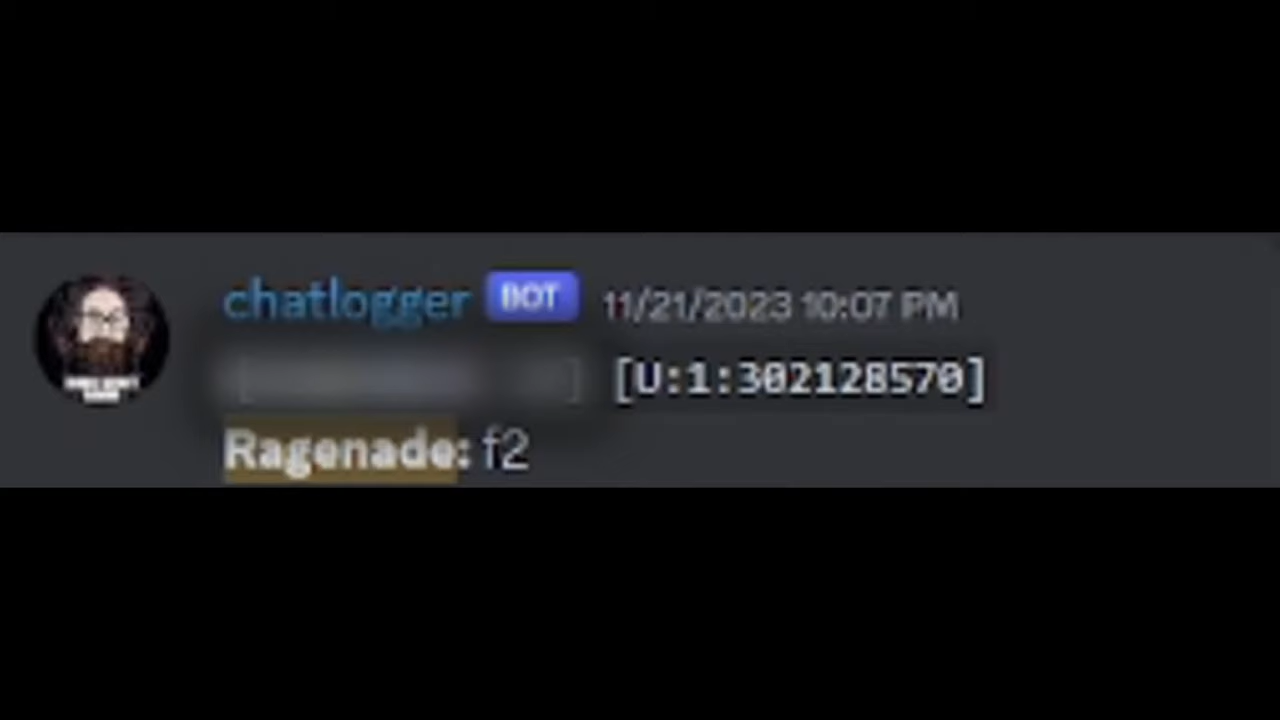 chatlogger BOT 11/21/2023 10:07 PM
[U:1:302128570]
Ragenade: f2